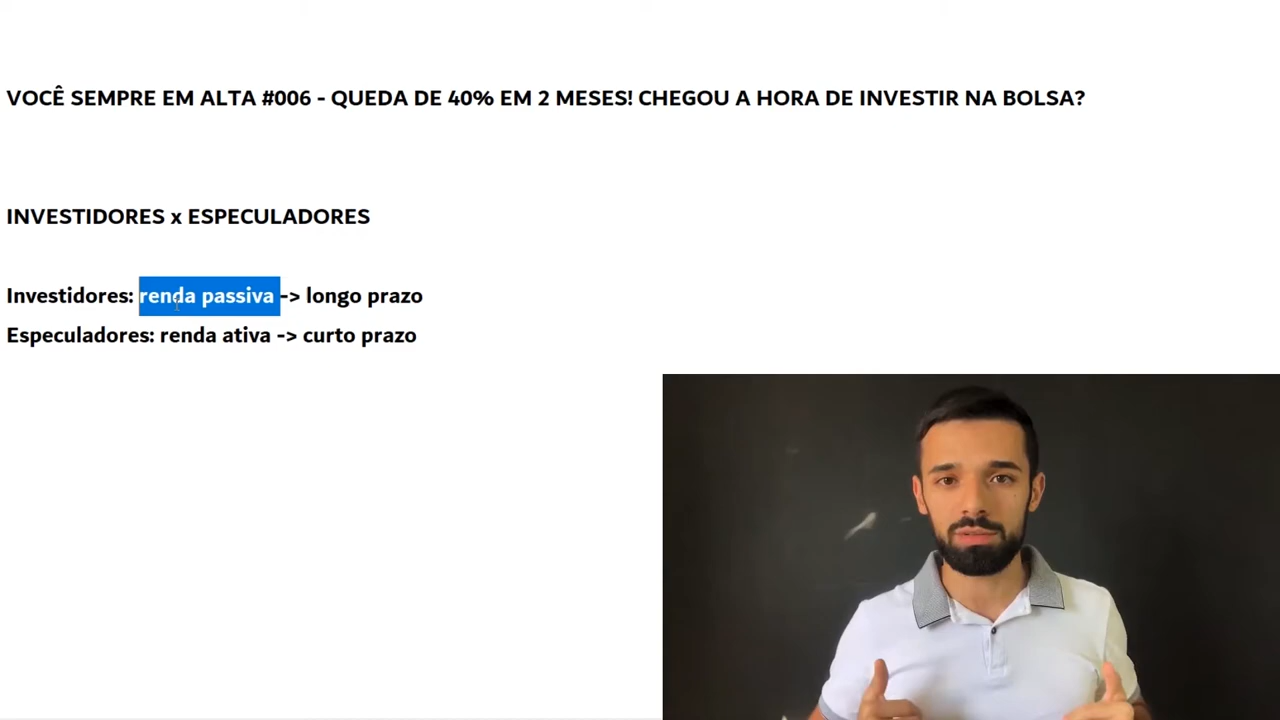 VOCÊ SEMPRE EM ALTA #006 - QUEDA DE 40% EM 2 MESES! CHEGOU A HORA DE INVESTIR NA BOLSA?
INVESTIDORES x ESPECULADORES
Investidores: renda passiva -> longo prazo
Especuladores: renda ativa -> curto prazo